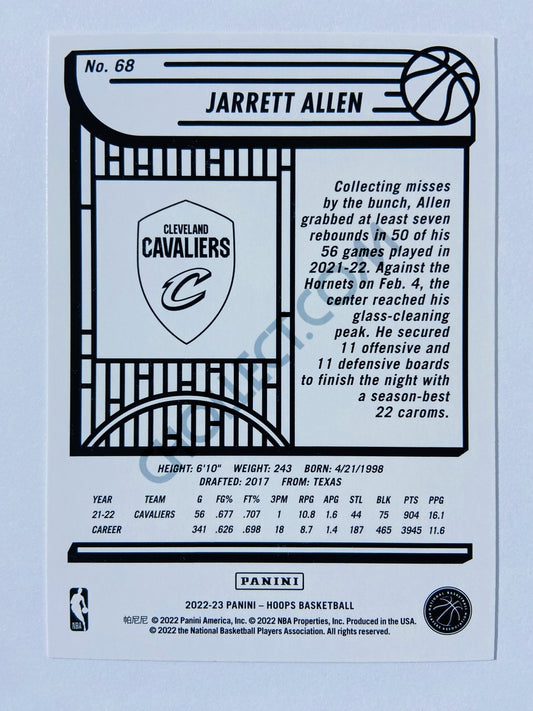 No. 68
JARRETT ALLEN
CLEVELAND
CAVALIERS
C
Collecting misses
by the bunch, Allen
grabbed at least seven
rebounds in 50 of his
56 games played in
2021-22. Against the
Hornets on Feb. 4, the
center reached his
glass-cleaning
peak. He secured
11 offensive and
11 defensive boards
to finish the night with
a season-best
22 caroms.
HEIGHT: 6'10" WEIGHT: 243 BORN: 4/21/1998
DRAFTED: 2017 FROM: TEXAS
YEAR TEAM G FG% FT% 3PM RPG APG STL BLK PTS PPG
21-22 CAVALIERS 56 .677 .707 1 10.8 1.6 44 75 904 16.1
CAREER 341 .626 .698 18 8.7 1.4 187 465 3945 11.6
PANINI
2022-23 PANINI – HOOPS BASKETBALL
帕尼尼 © 2022 Panini America, Inc. © 2022 NBA Properties, Inc. Produced in the USA.
© 2022 the National Basketball Players Association. All rights reserved.
NBA